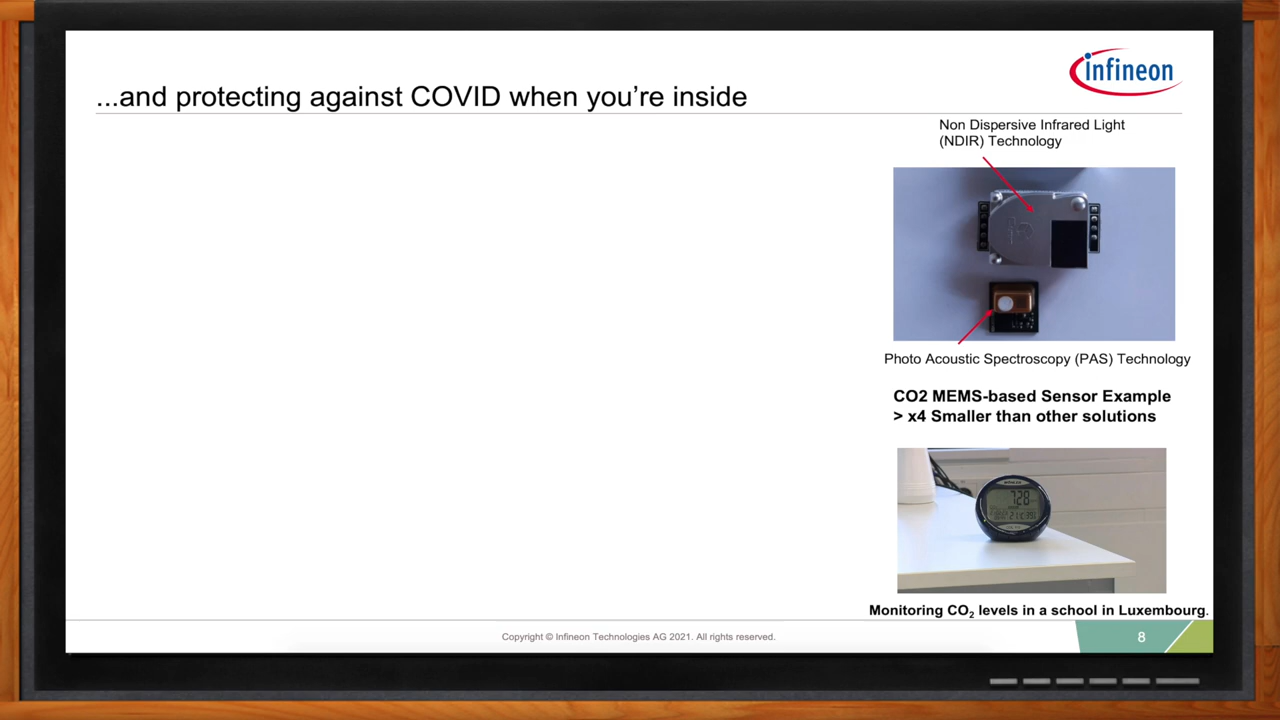 ...and protecting against COVID when you're inside
infineon
Non Dispersive Infrared Light
(NDIR) Technology
Photo Acoustic Spectroscopy (PAS) Technology
CO2 MEMS-based Sensor Example
> x4 Smaller than other solutions
728
Monitoring CO₂ levels in a school in Luxembourg.
Copyright © Infineon Technologies AG 2021. All rights reserved.
8